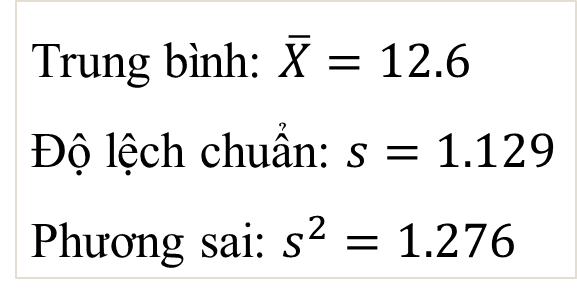 Trung bình: X̄ = 12.6
Độ lệch chuẩn: s = 1.129
Phương sai: s² = 1.276